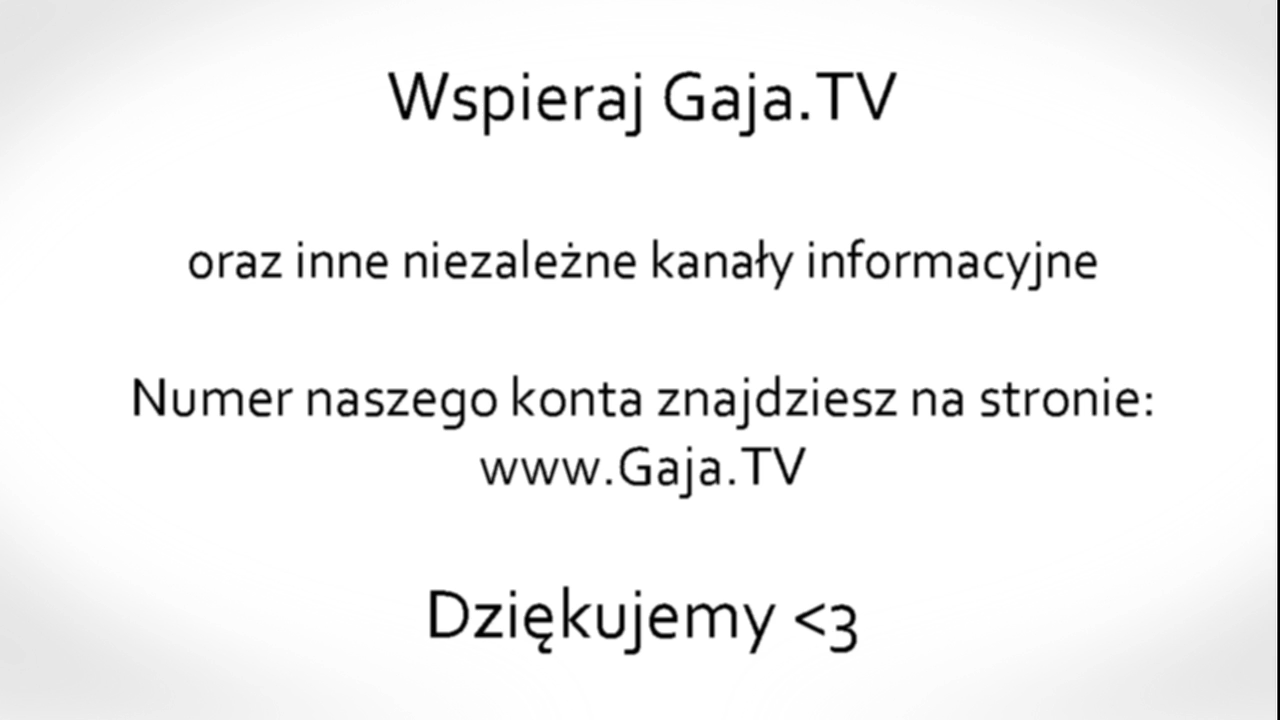 Wspieraj Gaja.TV
oraz inne niezależne kanały informacyjne
Numer naszego konta znajdziesz na stronie:
www.Gaja.TV
Dziękujemy <3